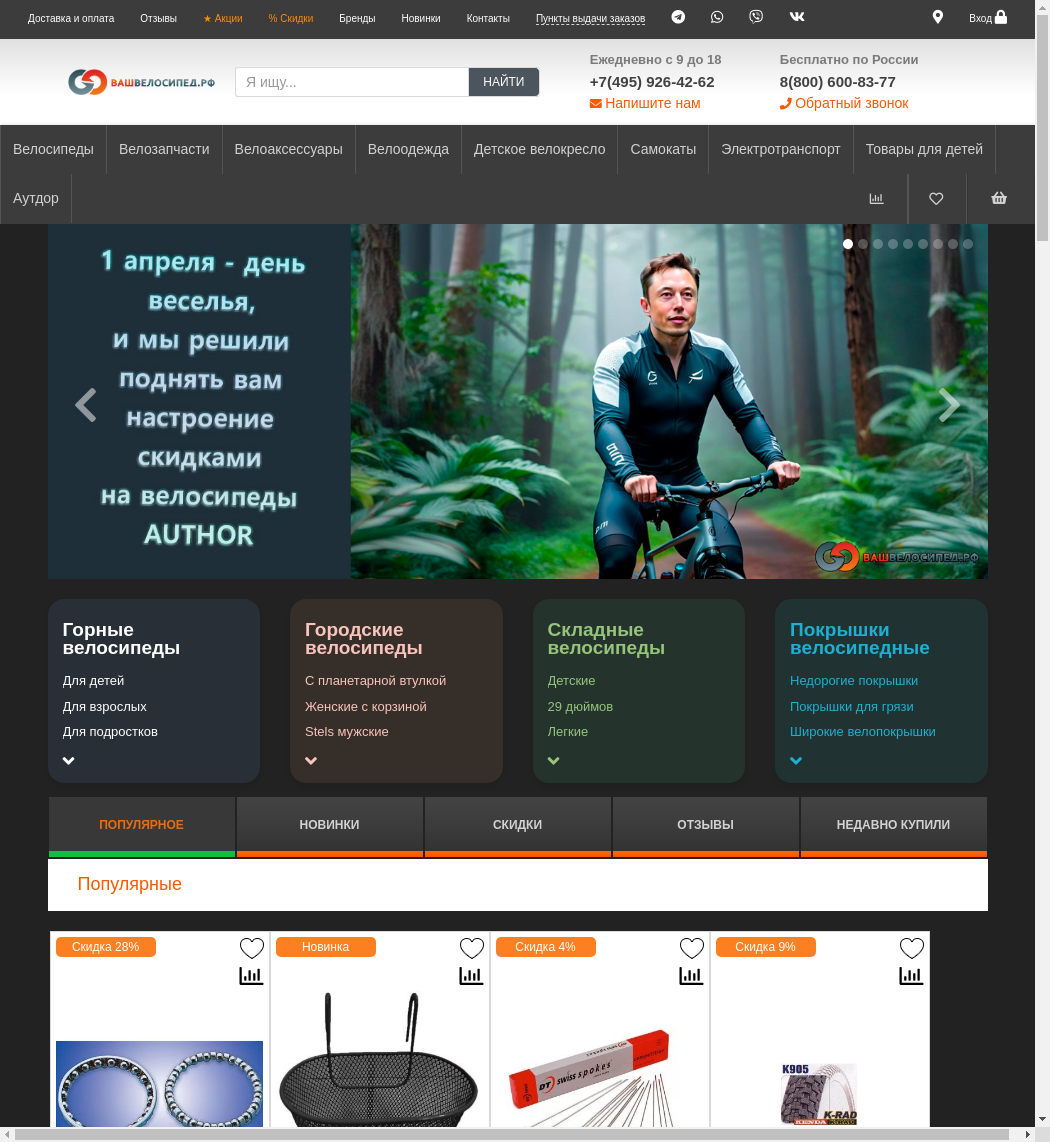 Доставка и оплата Отзывы ★ Акции % Скидки Бренды Новинки Контакты Пункты выдачи заказов Вход
ВАШВЕЛОСИПЕД.РФ
Я ищу... НАЙТИ
Ежедневно с 9 до 18
+7(495) 926-42-62
Напишите нам
Бесплатно по России
8(800) 600-83-77
Обратный звонок
Велосипеды Велозапчасти Велоаксессуары Велоодежда Детское велокресло Самокаты Электротранспорт Товары для детей
Аутдор
1 апреля - день
веселья,
и мы решили
поднять вам
настроение
скидками
на велосипеды
AUTHOR
ВАШВЕЛОСИПЕД.РФ
Горные
велосипеды
Для детей
Для взрослых
Для подростков
Городские
велосипеды
С планетарной втулкой
Женские с корзиной
Stels мужские
Складные
велосипеды
Детские
29 дюймов
Легкие
Покрышки
велосипедные
Недорогие покрышки
Покрышки для грязи
Широкие велопокрышки
ПОПУЛЯРНОЕ НОВИНКИ СКИДКИ ОТЗЫВЫ НЕДАВНО КУПИЛИ
Популярные
Скидка 28% Новинка Скидка 4% Скидка 9%
DT swiss spokes
K905
K-RAD
KENDA